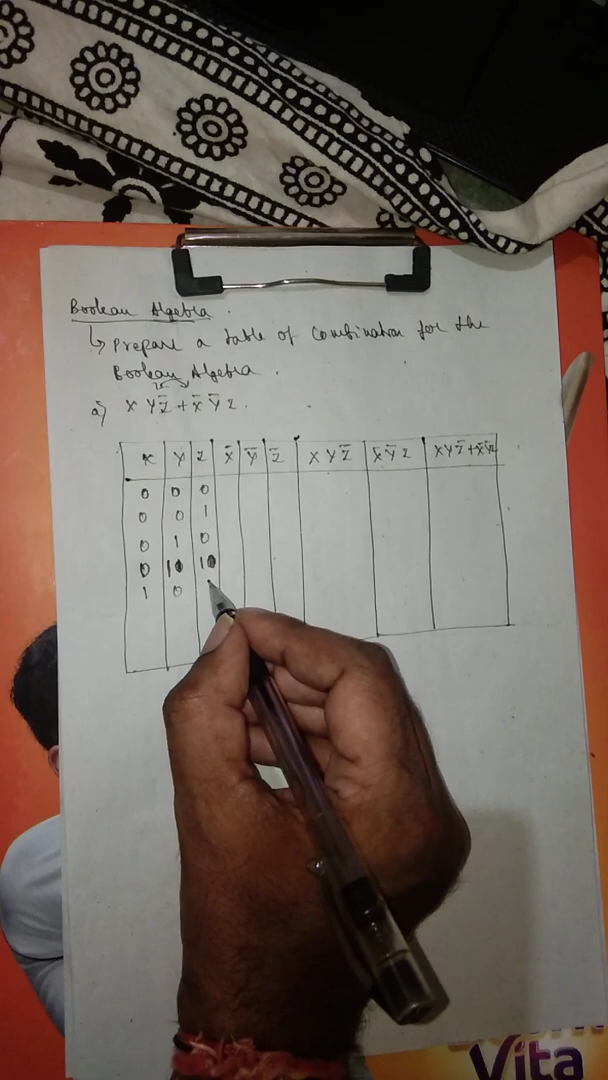 Boolean Algebra.
↳ Prepare a table of Combination for the
Boolean Algebra.
a) X Y Z̅ + X̅ Y̅ Z.
X Y Z X̅ Y̅ Z̅ X Y Z̅ X̅ Y̅ Z X Y Z̅ + X̅ Y̅ Z
0 0 0
0 0 1
0 1 0
0 1 1
1 0
Vita